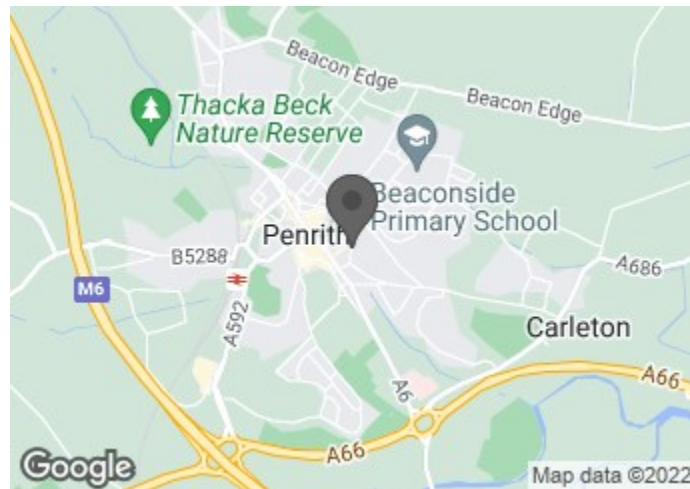 Beacon Edge
Beacon Edge
Thacka Beck
Nature Reserve
Beaconside
Primary School
Penrith
B5288
A686
M6
A592
Carleton
A6
A66
A66
Google
Map data ©2022